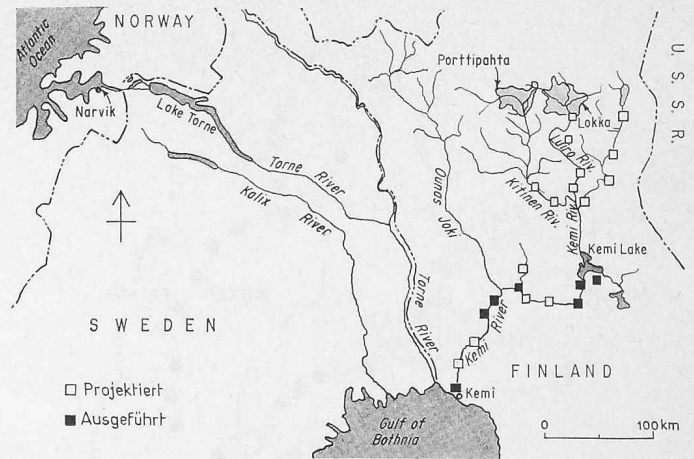 NORWAY
Atlantic
Ocean
U. S. S. R.
Porttipahta
Narvik
Lake Torne
Lokka
Luiro Riv.
Torne River
Kalix River
Ounas Joki
Kitinen Riv.
Kemi Riv.
Kemi Lake
Torne River
SWEDEN
Kemi River
FINLAND
Projektiert
Ausgeführt
Kemi
Gulf of
Bothnia
0 100 km